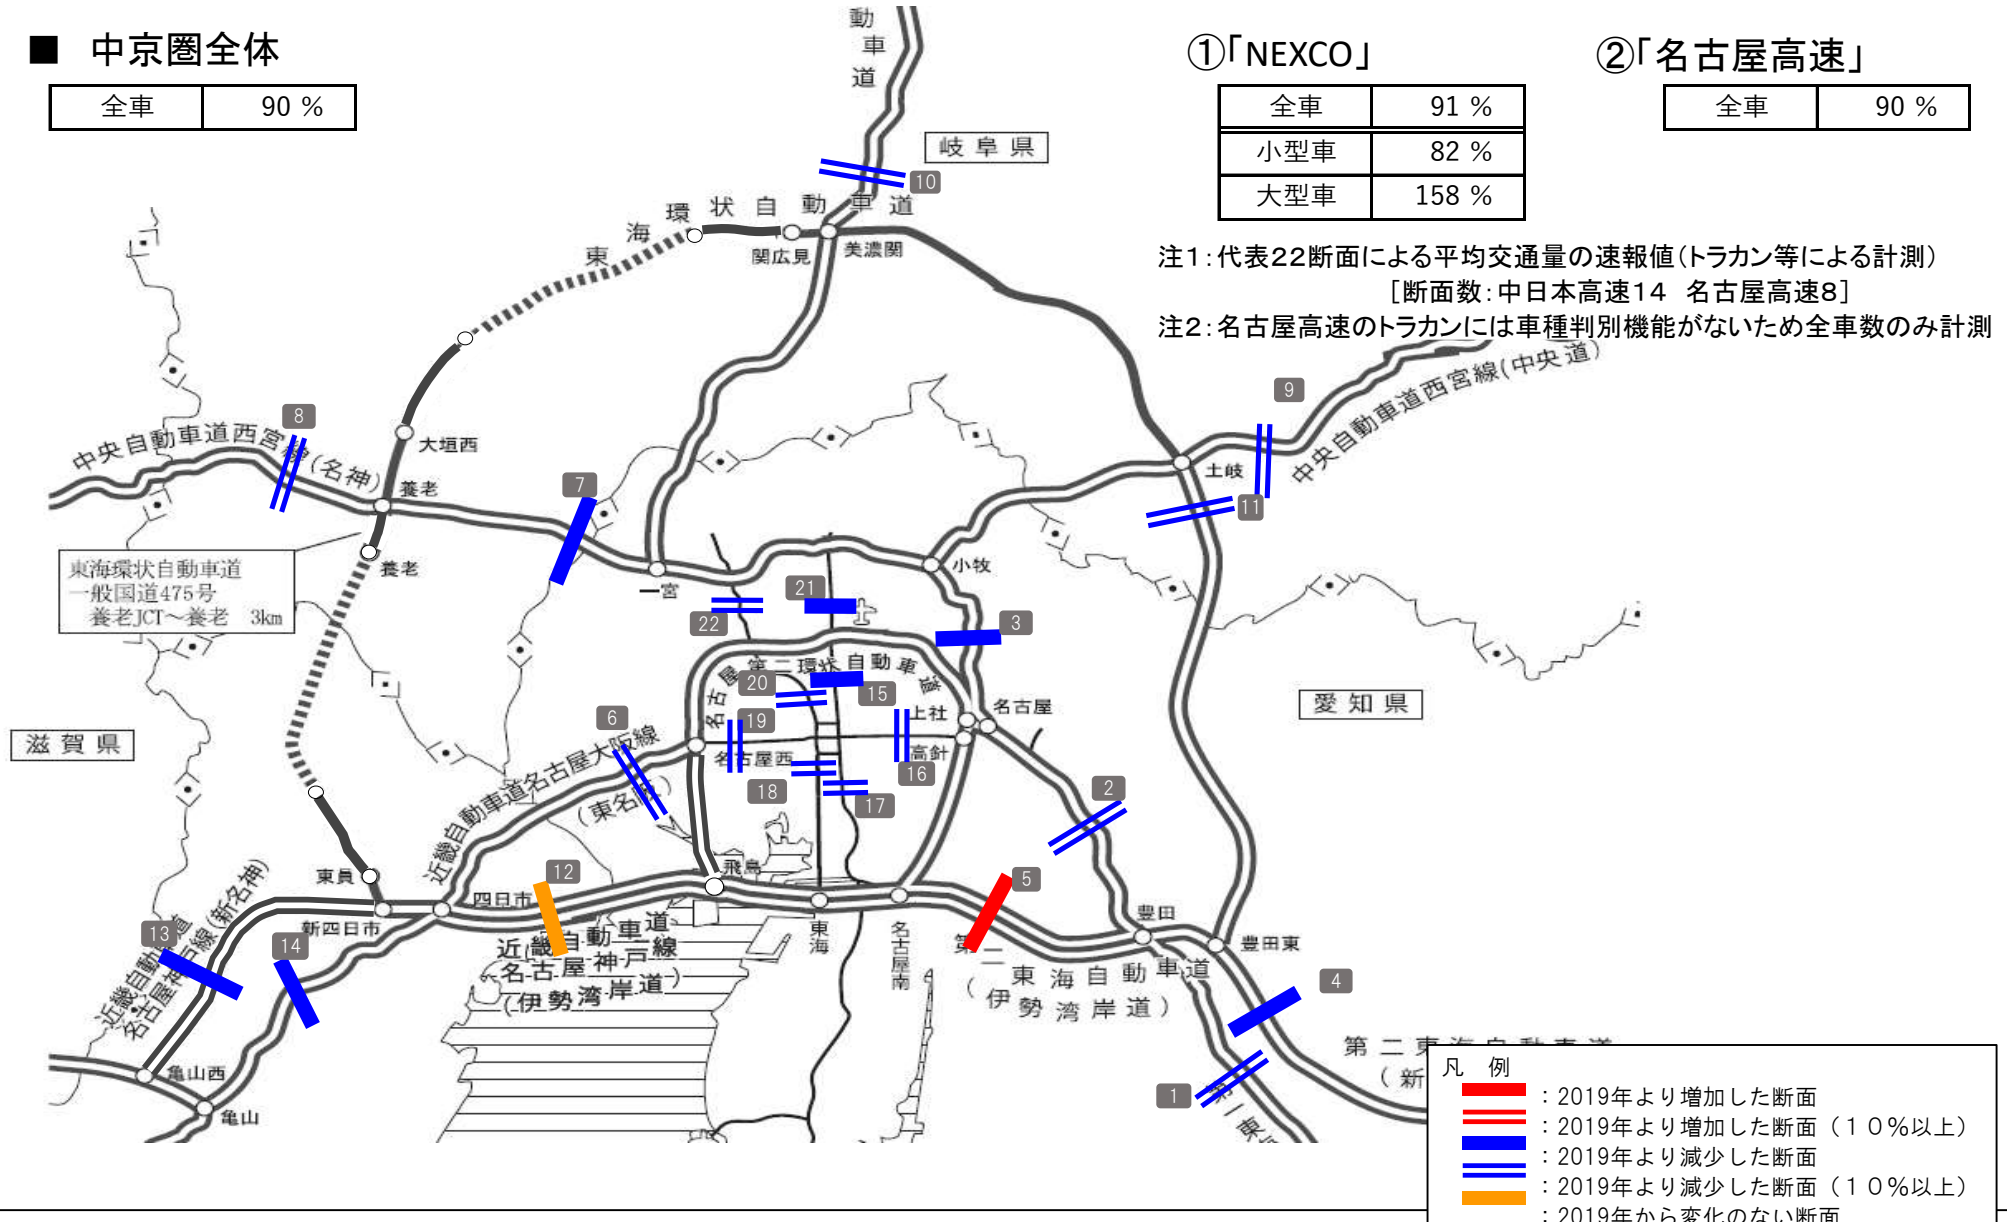 ■ 中京圏全体
全車 90 %
①「NEXCO」
全車 91 %
小型車 82 %
大型車 158 %
②「名古屋高速」
全車 90 %
注1:代表22断面による平均交通量の速報値(トラカン等による計測)
[断面数:中日本高速14 名古屋高速8]
注2:名古屋高速のトラカンには車種判別機能がないため全車数のみ計測
動車道
岐阜県
10
東海環状自動車道
関広見
美濃関
9
中央自動車道西宮線(中央道)
8
中央自動車道西宮線(名神)
大垣西
養老
7
土岐
11
東海環状自動車道
一般国道475号
養老JCT~養老 3km
養老
一宮
小牧
21
22
3
名古屋第二環状自動車道
20
15
上社
名古屋
愛知県
滋賀県
6
19
名古屋西
高針
16
18
17
2
近畿自動車道名古屋大阪線
(東名阪)
飛島
東員
12
5
四日市
新四日市
13
14
東海
名古屋南
豊田
豊田東
近畿自動車道
名古屋神戸線
(伊勢湾岸道)
第二東海自動車道
(伊勢湾岸道)
4
近畿自動車道
名古屋神戸線(新名神)
亀山西
亀山
1
第二東海自動車道
(新
第一東
凡 例
:2019年より増加した断面
:2019年より増加した断面(10%以上)
:2019年より減少した断面
:2019年より減少した断面(10%以上)
:2019年から変化のない断面